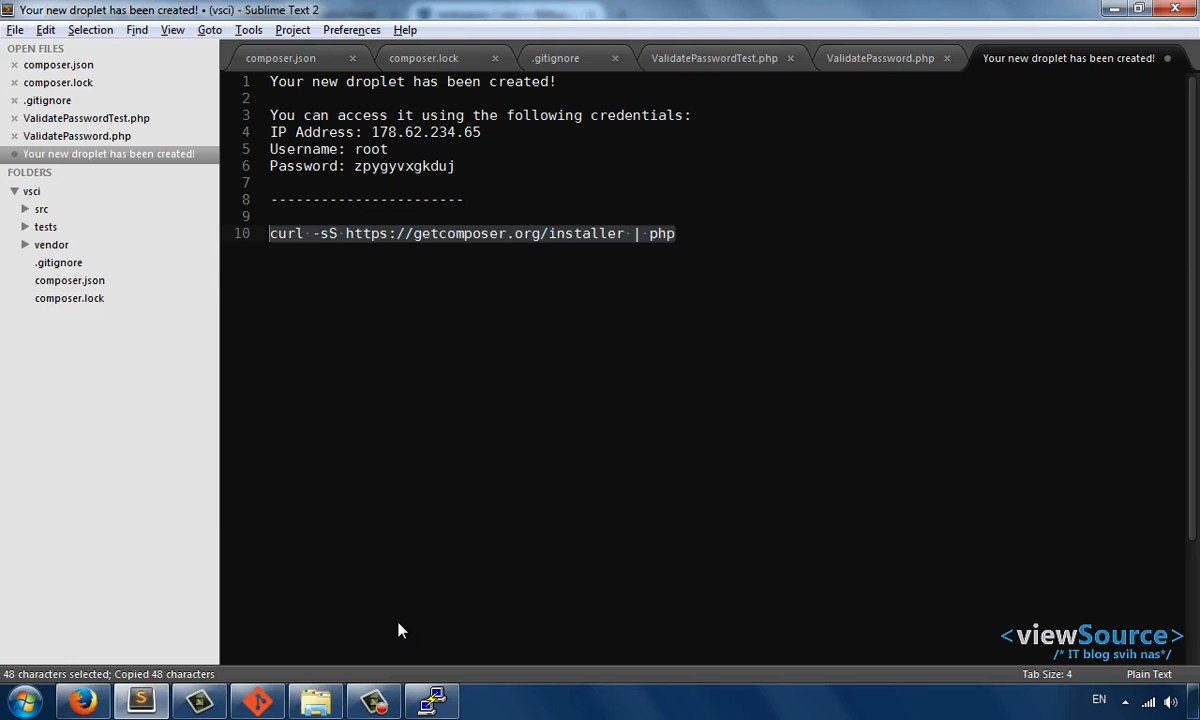 Your new droplet has been created! • (vsci) - Sublime Text 2
File Edit Selection Find View Goto Tools Project Preferences Help
OPEN FILES
composer.json
composer.lock
.gitignore
ValidatePasswordTest.php
ValidatePassword.php
Your new droplet has been created!
FOLDERS
vsci
src
tests
vendor
.gitignore
composer.json
composer.lock
composer.json composer.lock .gitignore ValidatePasswordTest.php ValidatePassword.php Your new droplet has been created!
1 Your new droplet has been created!
2
3 You can access it using the following credentials:
4 IP Address: 178.62.234.65
5 Username: root
6 Password: zpygyvxgkduj
7
8 -----------------------
9
10 curl -sS https://getcomposer.org/installer | php
<viewSource>
/* IT blog svih nas*/
48 characters selected; Copied 48 characters
Tab Size: 4 Plain Text
EN